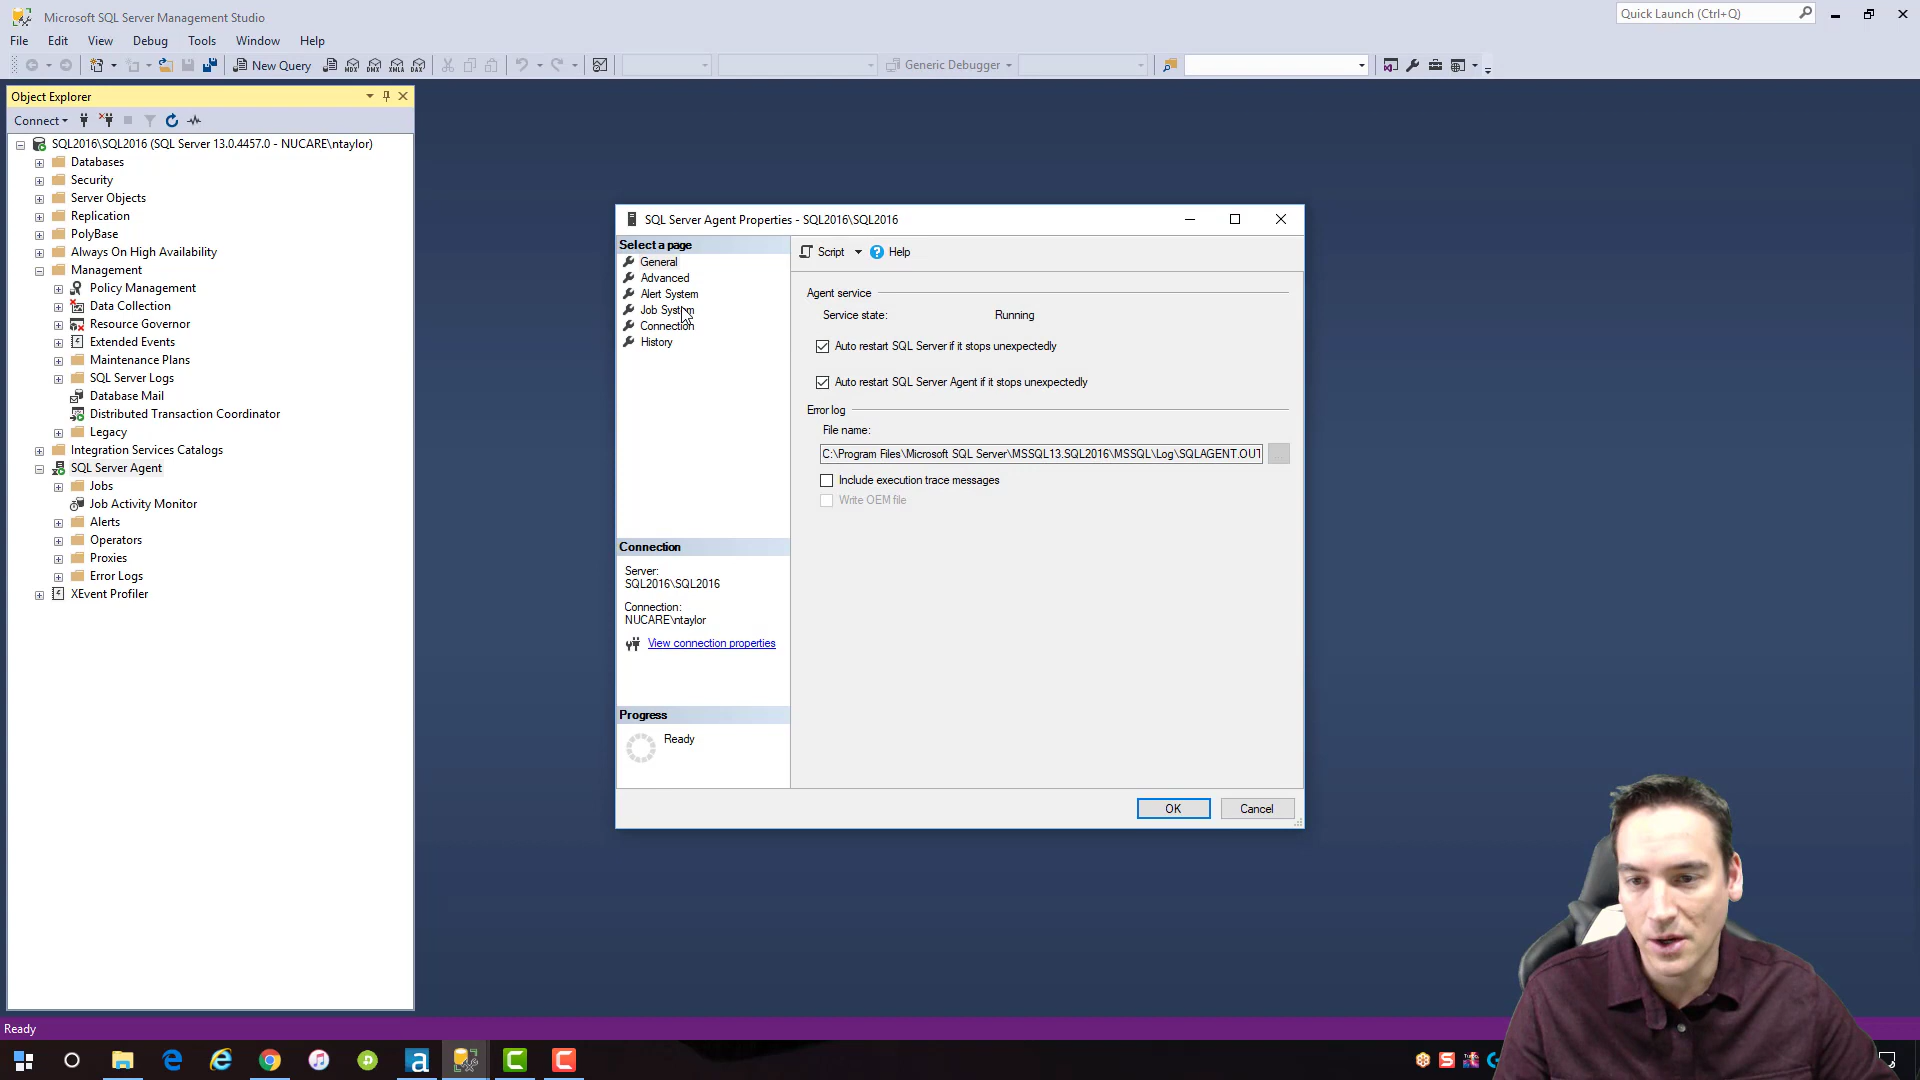 Microsoft SQL Server Management Studio
Quick Launch (Ctrl+Q)
File Edit View Debug Tools Window Help
New Query
MDX DMX XMLA DAX
Generic Debugger
Object Explorer
Connect
SQL2016\SQL2016 (SQL Server 13.0.4457.0 - NUCARE\ntaylor)
Databases
Security
Server Objects
Replication
PolyBase
Always On High Availability
Management
Policy Management
Data Collection
Resource Governor
Extended Events
Maintenance Plans
SQL Server Logs
Database Mail
Distributed Transaction Coordinator
Legacy
Integration Services Catalogs
SQL Server Agent
Jobs
Job Activity Monitor
Alerts
Operators
Proxies
Error Logs
XEvent Profiler
SQL Server Agent Properties - SQL2016\SQL2016
Select a page
General
Advanced
Alert System
Job System
Connection
History
Connection
Server:
SQL2016\SQL2016
Connection:
NUCARE\ntaylor
View connection properties
Progress
Ready
Script Help
Agent service
Service state: Running
Auto restart SQL Server if it stops unexpectedly
Auto restart SQL Server Agent if it stops unexpectedly
Error log
File name:
C:\Program Files\Microsoft SQL Server\MSSQL13.SQL2016\MSSQL\Log\SQLAGENT.OUT
...
Include execution trace messages
Write OEM file
OK Cancel
Ready